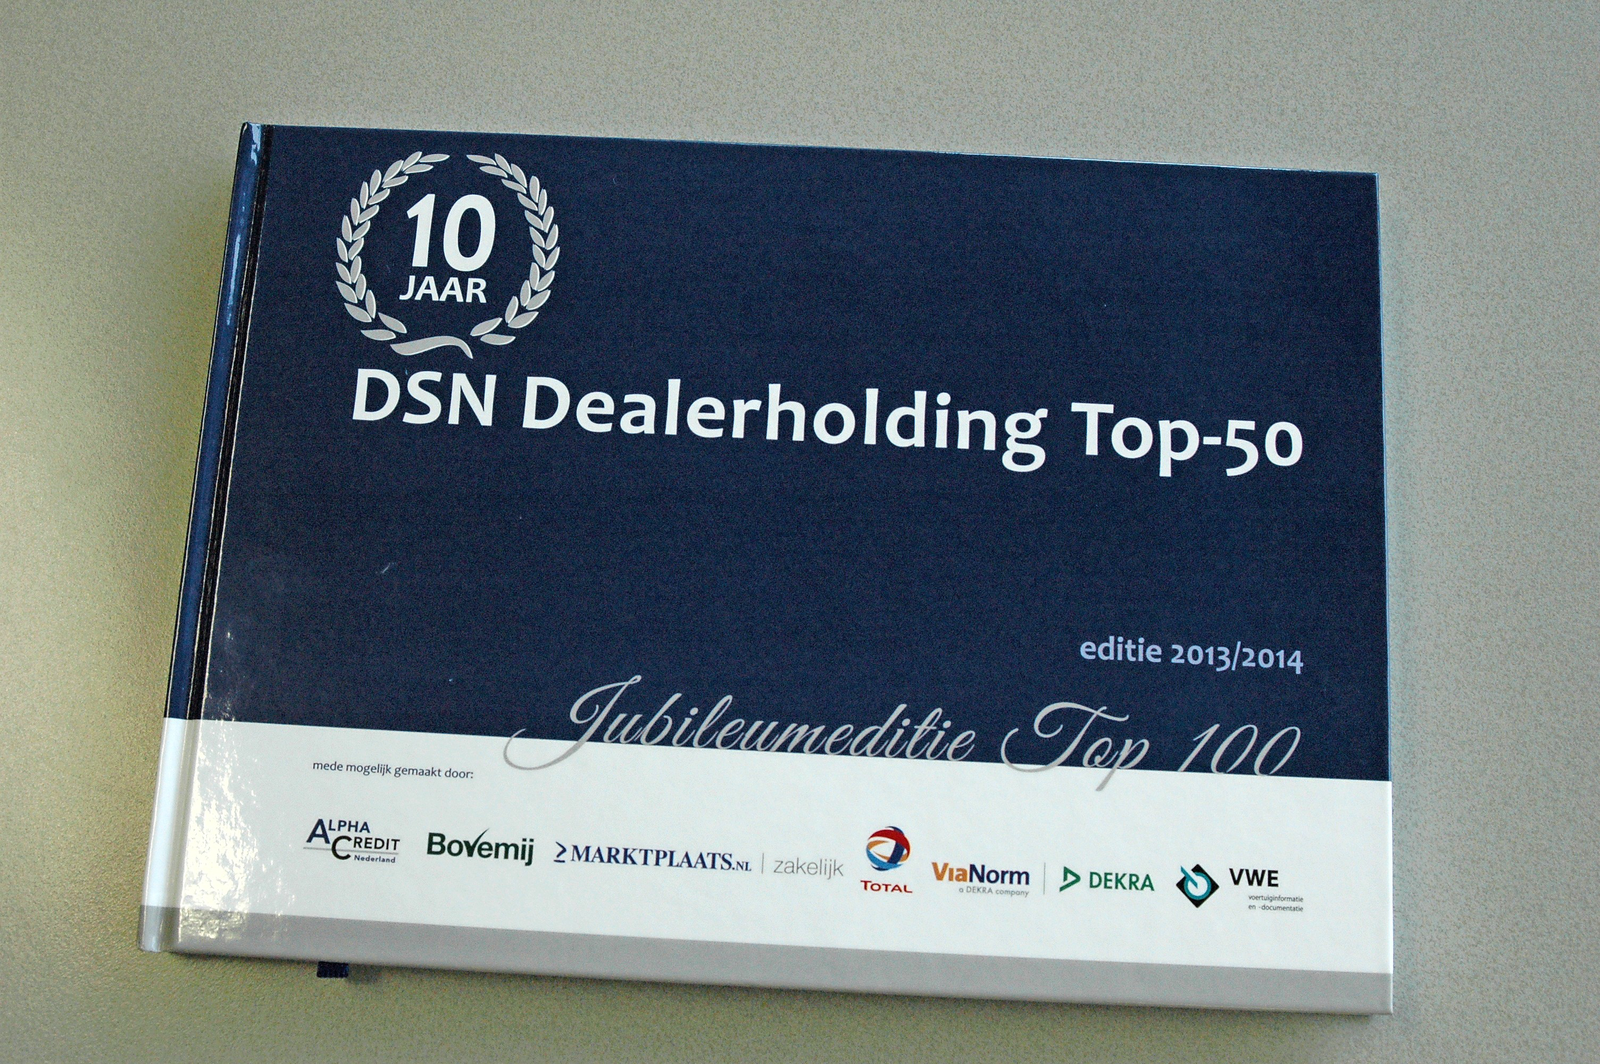 10
JAAR
DSN Dealerholding Top-50
editie 2013/2014
Jubileumeditie Top 100
mede mogelijk gemaakt door:
ALPHA
CREDIT
Nederland
Bovemij
MARKTPLAATS.NL | zakelijk
TOTAL
ViaNorm
a DEKRA company
DEKRA
VWE
voertuiginformatie
en -documentatie